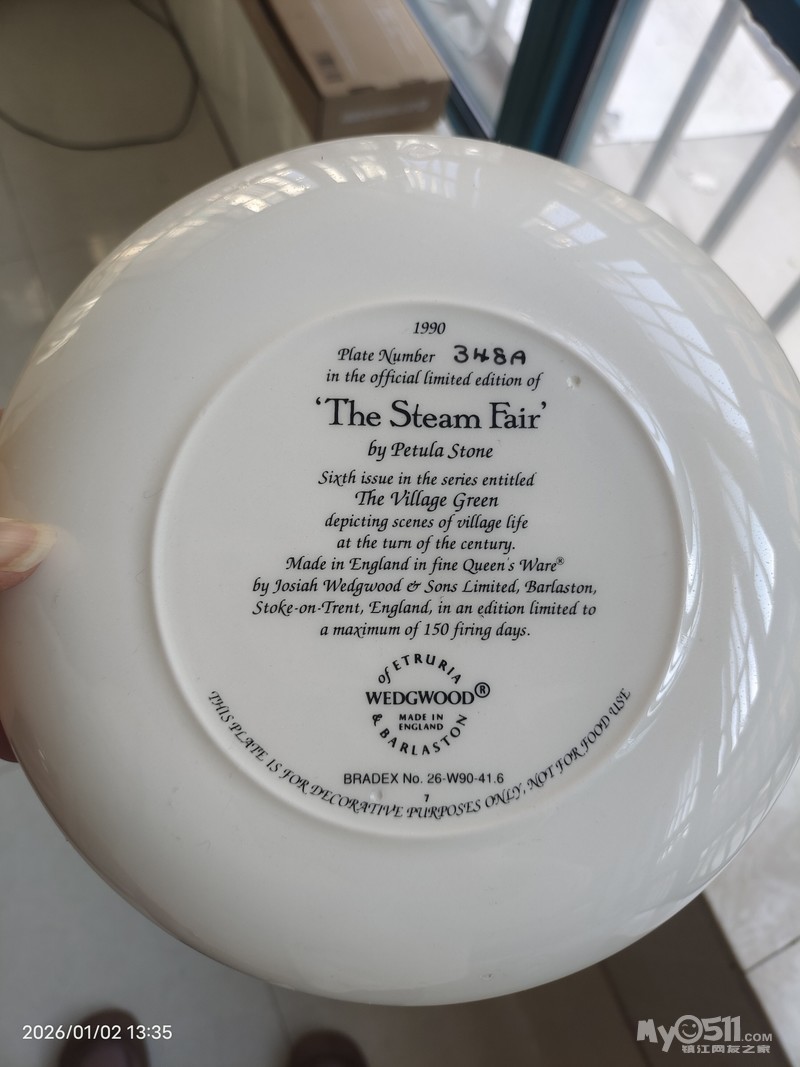 1990
Plate Number 348A
in the official limited edition of
‘The Steam Fair’
by Petula Stone
Sixth issue in the series entitled
The Village Green
depicting scenes of village life
at the turn of the century.
Made in England in fine Queen's Ware®
by Josiah Wedgwood & Sons Limited, Barlaston,
Stoke-on-Trent, England, in an edition limited to
a maximum of 150 firing days.
of ETRURIA
WEDGWOOD®
MADE IN
ENGLAND
& BARLASTON
BRADEX No. 26-W90-41.6
7
THIS PLATE IS FOR DECORATIVE PURPOSES ONLY, NOT FOR FOOD USE
2026/01/02 13:35
My0511.COM
镇江网友之家